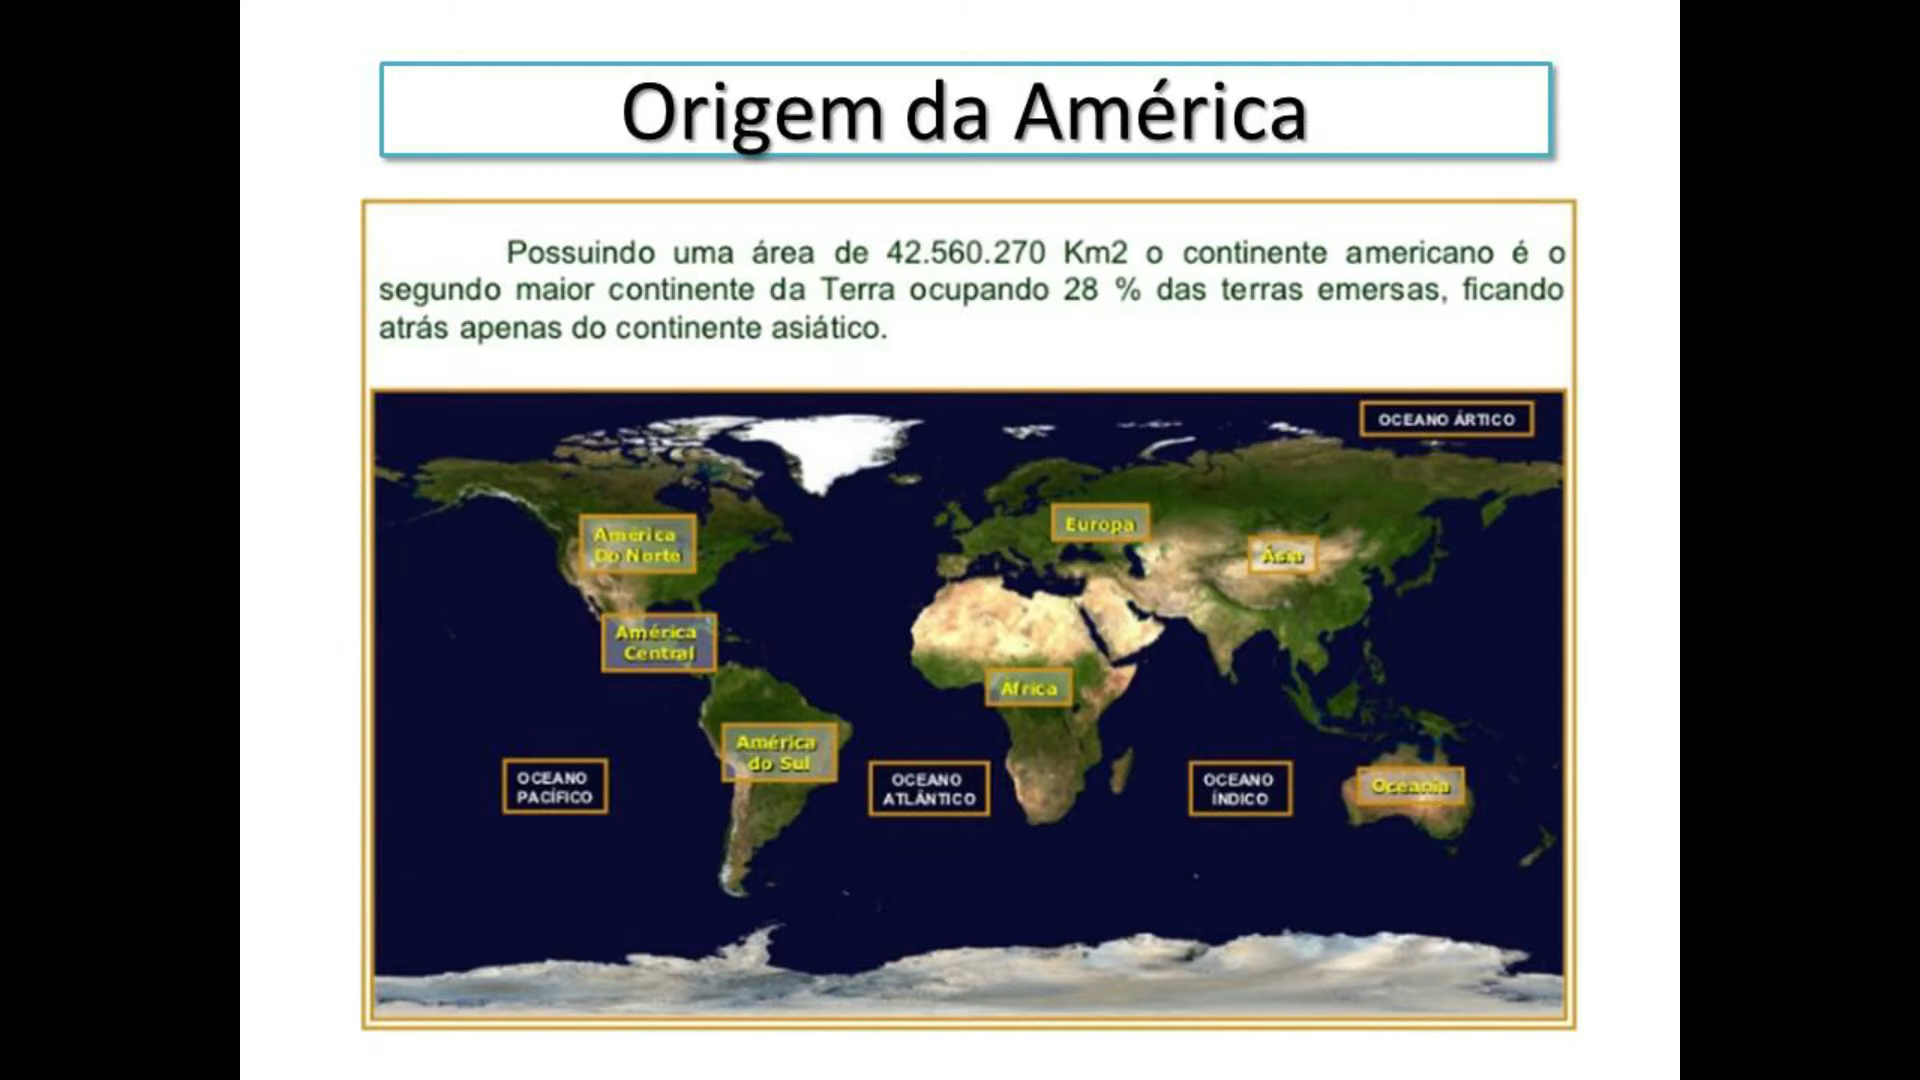 Origem da América
Possuindo uma área de 42.560.270 Km2 o continente americano é o
segundo maior continente da Terra ocupando 28 % das terras emersas, ficando
atrás apenas do continente asiático.
OCEANO ÁRTICO
América
Do Norte
Europa
Ásia
América
Central
África
América
do Sul
OCEANO
PACÍFICO
OCEANO
ATLÂNTICO
OCEANO
ÍNDICO
Oceania